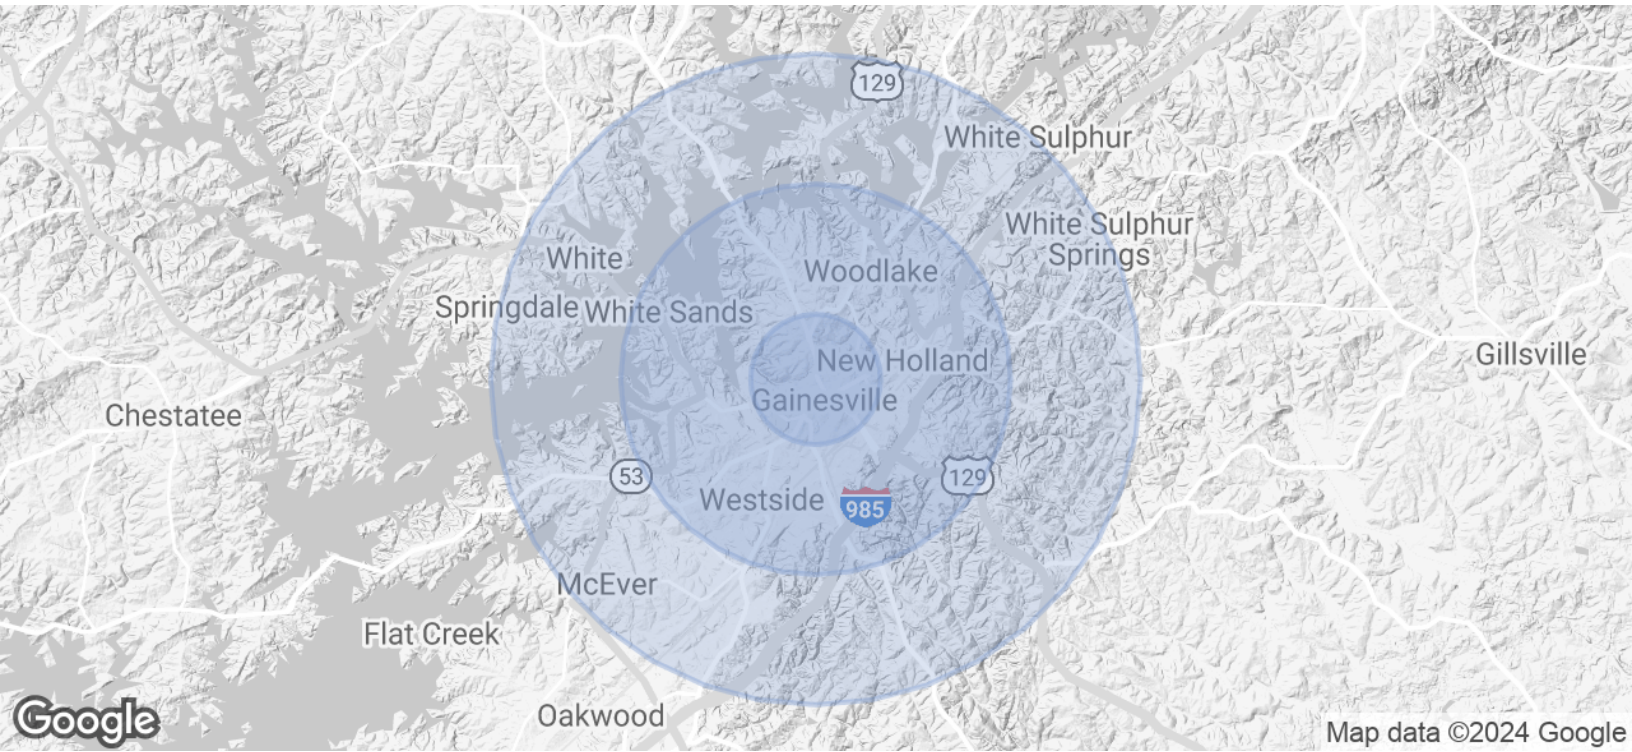 129
White Sulphur
White Sulphur
Springs
White
Woodlake
Springdale
White Sands
New Holland
Gillsville
Gainesville
Chestatee
53
129
Westside
985
McEver
Flat Creek
Oakwood
Google
Map data ©2024 Google